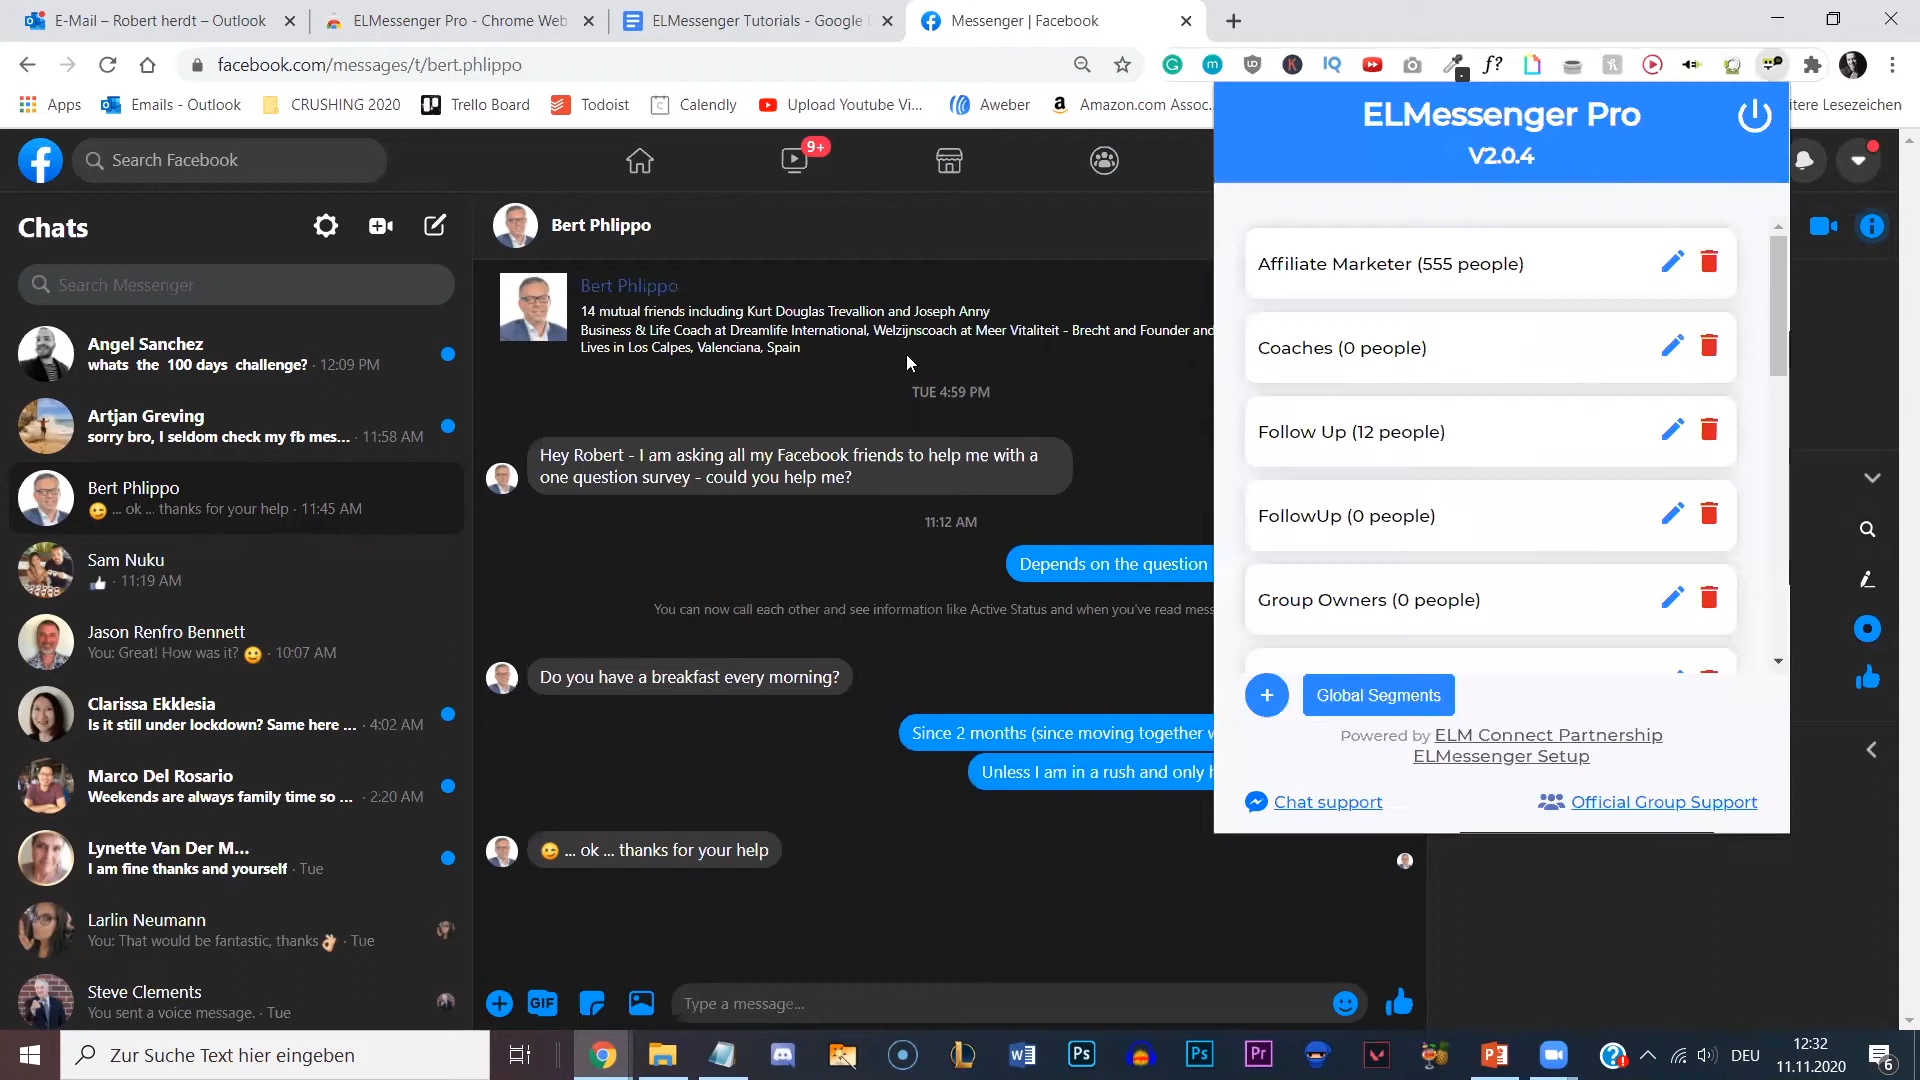 E-Mail – Robert herdt – Outlook
ELMessenger Pro - Chrome Web
ELMessenger Tutorials - Google
Messenger | Facebook
facebook.com/messages/t/bert.phlippo
Apps
Emails - Outlook
CRUSHING 2020
Trello Board
Todoist
Calendly
Upload Youtube Vi...
Aweber
Amazon.com Assoc.
itere Lesezeichen
Search Facebook
9+
ELMessenger Pro
V2.0.4
Chats
Search Messenger
Angel Sanchez
whats the 100 days challenge? · 12:09 PM
Artjan Greving
sorry bro, I seldom check my fb mes... · 11:58 AM
Bert Phlippo
... ok ... thanks for your help · 11:45 AM
Sam Nuku
· 11:19 AM
Jason Renfro Bennett
You: Great! How was it? · 10:07 AM
Clarissa Ekklesia
Is it still under lockdown? Same here ... · 4:02 AM
Marco Del Rosario
Weekends are always family time so ... · 2:20 AM
Lynette Van Der M...
I am fine thanks and yourself · Tue
Larlin Neumann
You: That would be fantastic, thanks · Tue
Steve Clements
You sent a voice message. · Tue
Bert Phlippo
Bert Phlippo
14 mutual friends including Kurt Douglas Trevallion and Joseph Anny
Business & Life Coach at Dreamlife International, Welzijnscoach at Meer Vitaliteit - Brecht and Founder and
Lives in Los Calpes, Valenciana, Spain
TUE 4:59 PM
Hey Robert - I am asking all my Facebook friends to help me with a
one question survey - could you help me?
11:12 AM
Depends on the question
You can now call each other and see information like Active Status and when you've read mess
Do you have a breakfast every morning?
Since 2 months (since moving together w
Unless I am in a rush and only h
... ok ... thanks for your help
GIF
Type a message...
Affiliate Marketer (555 people)
Coaches (0 people)
Follow Up (12 people)
FollowUp (0 people)
Group Owners (0 people)
+
Global Segments
Powered by ELM Connect Partnership
ELMessenger Setup
Chat support
Official Group Support
Zur Suche Text hier eingeben
DEU
12:32
11.11.2020
6